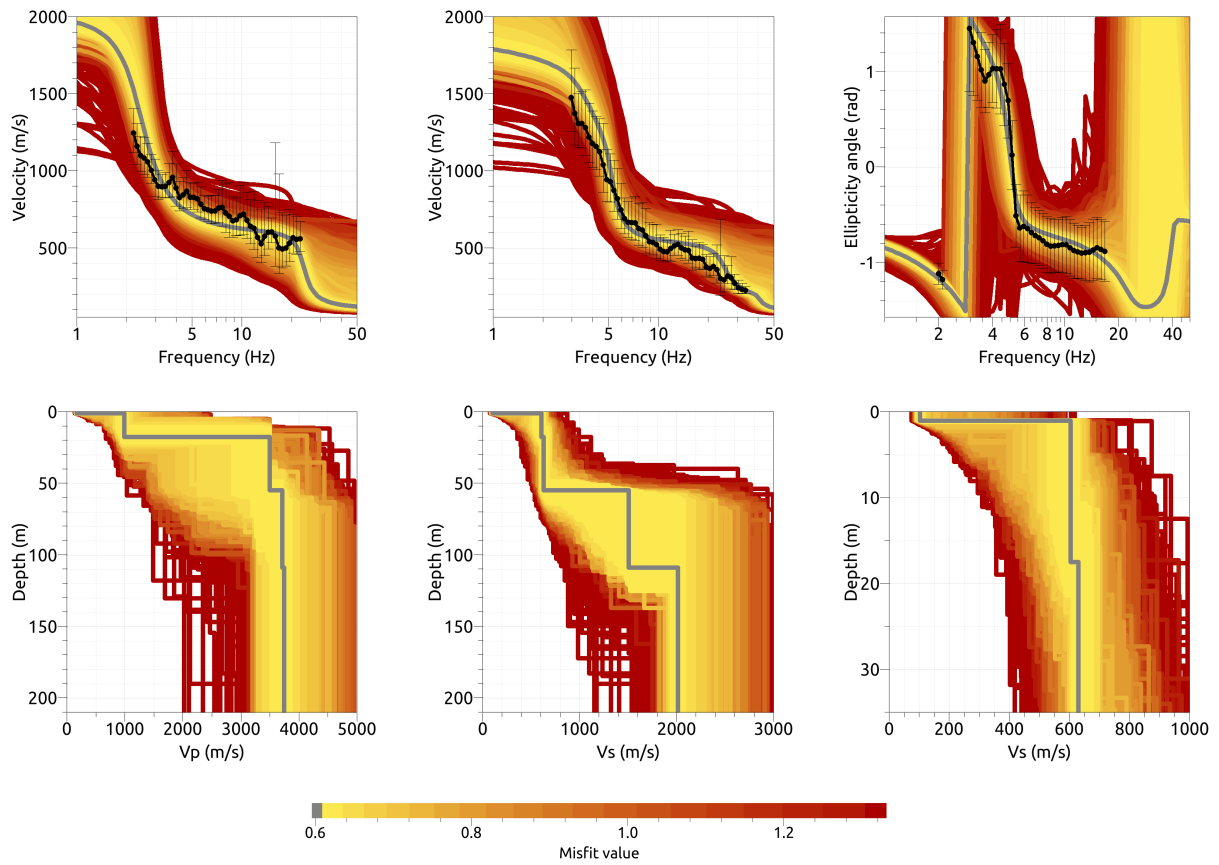 2000
1500
1000
500
Velocity (m/s)
1 5 10 50
Frequency (Hz)
2000
1500
1000
500
Velocity (m/s)
1 5 10 50
Frequency (Hz)
1
0
-1
Ellipticity angle (rad)
2 4 6 8 10 20 40
Frequency (Hz)
0
50
100
150
200
Depth (m)
0 1000 2000 3000 4000 5000
Vp (m/s)
0
50
100
150
200
Depth (m)
0 1000 2000 3000
Vs (m/s)
0
10
20
30
Depth (m)
0 200 400 600 800 1000
Vs (m/s)
0.6 0.8 1.0 1.2
Misfit value